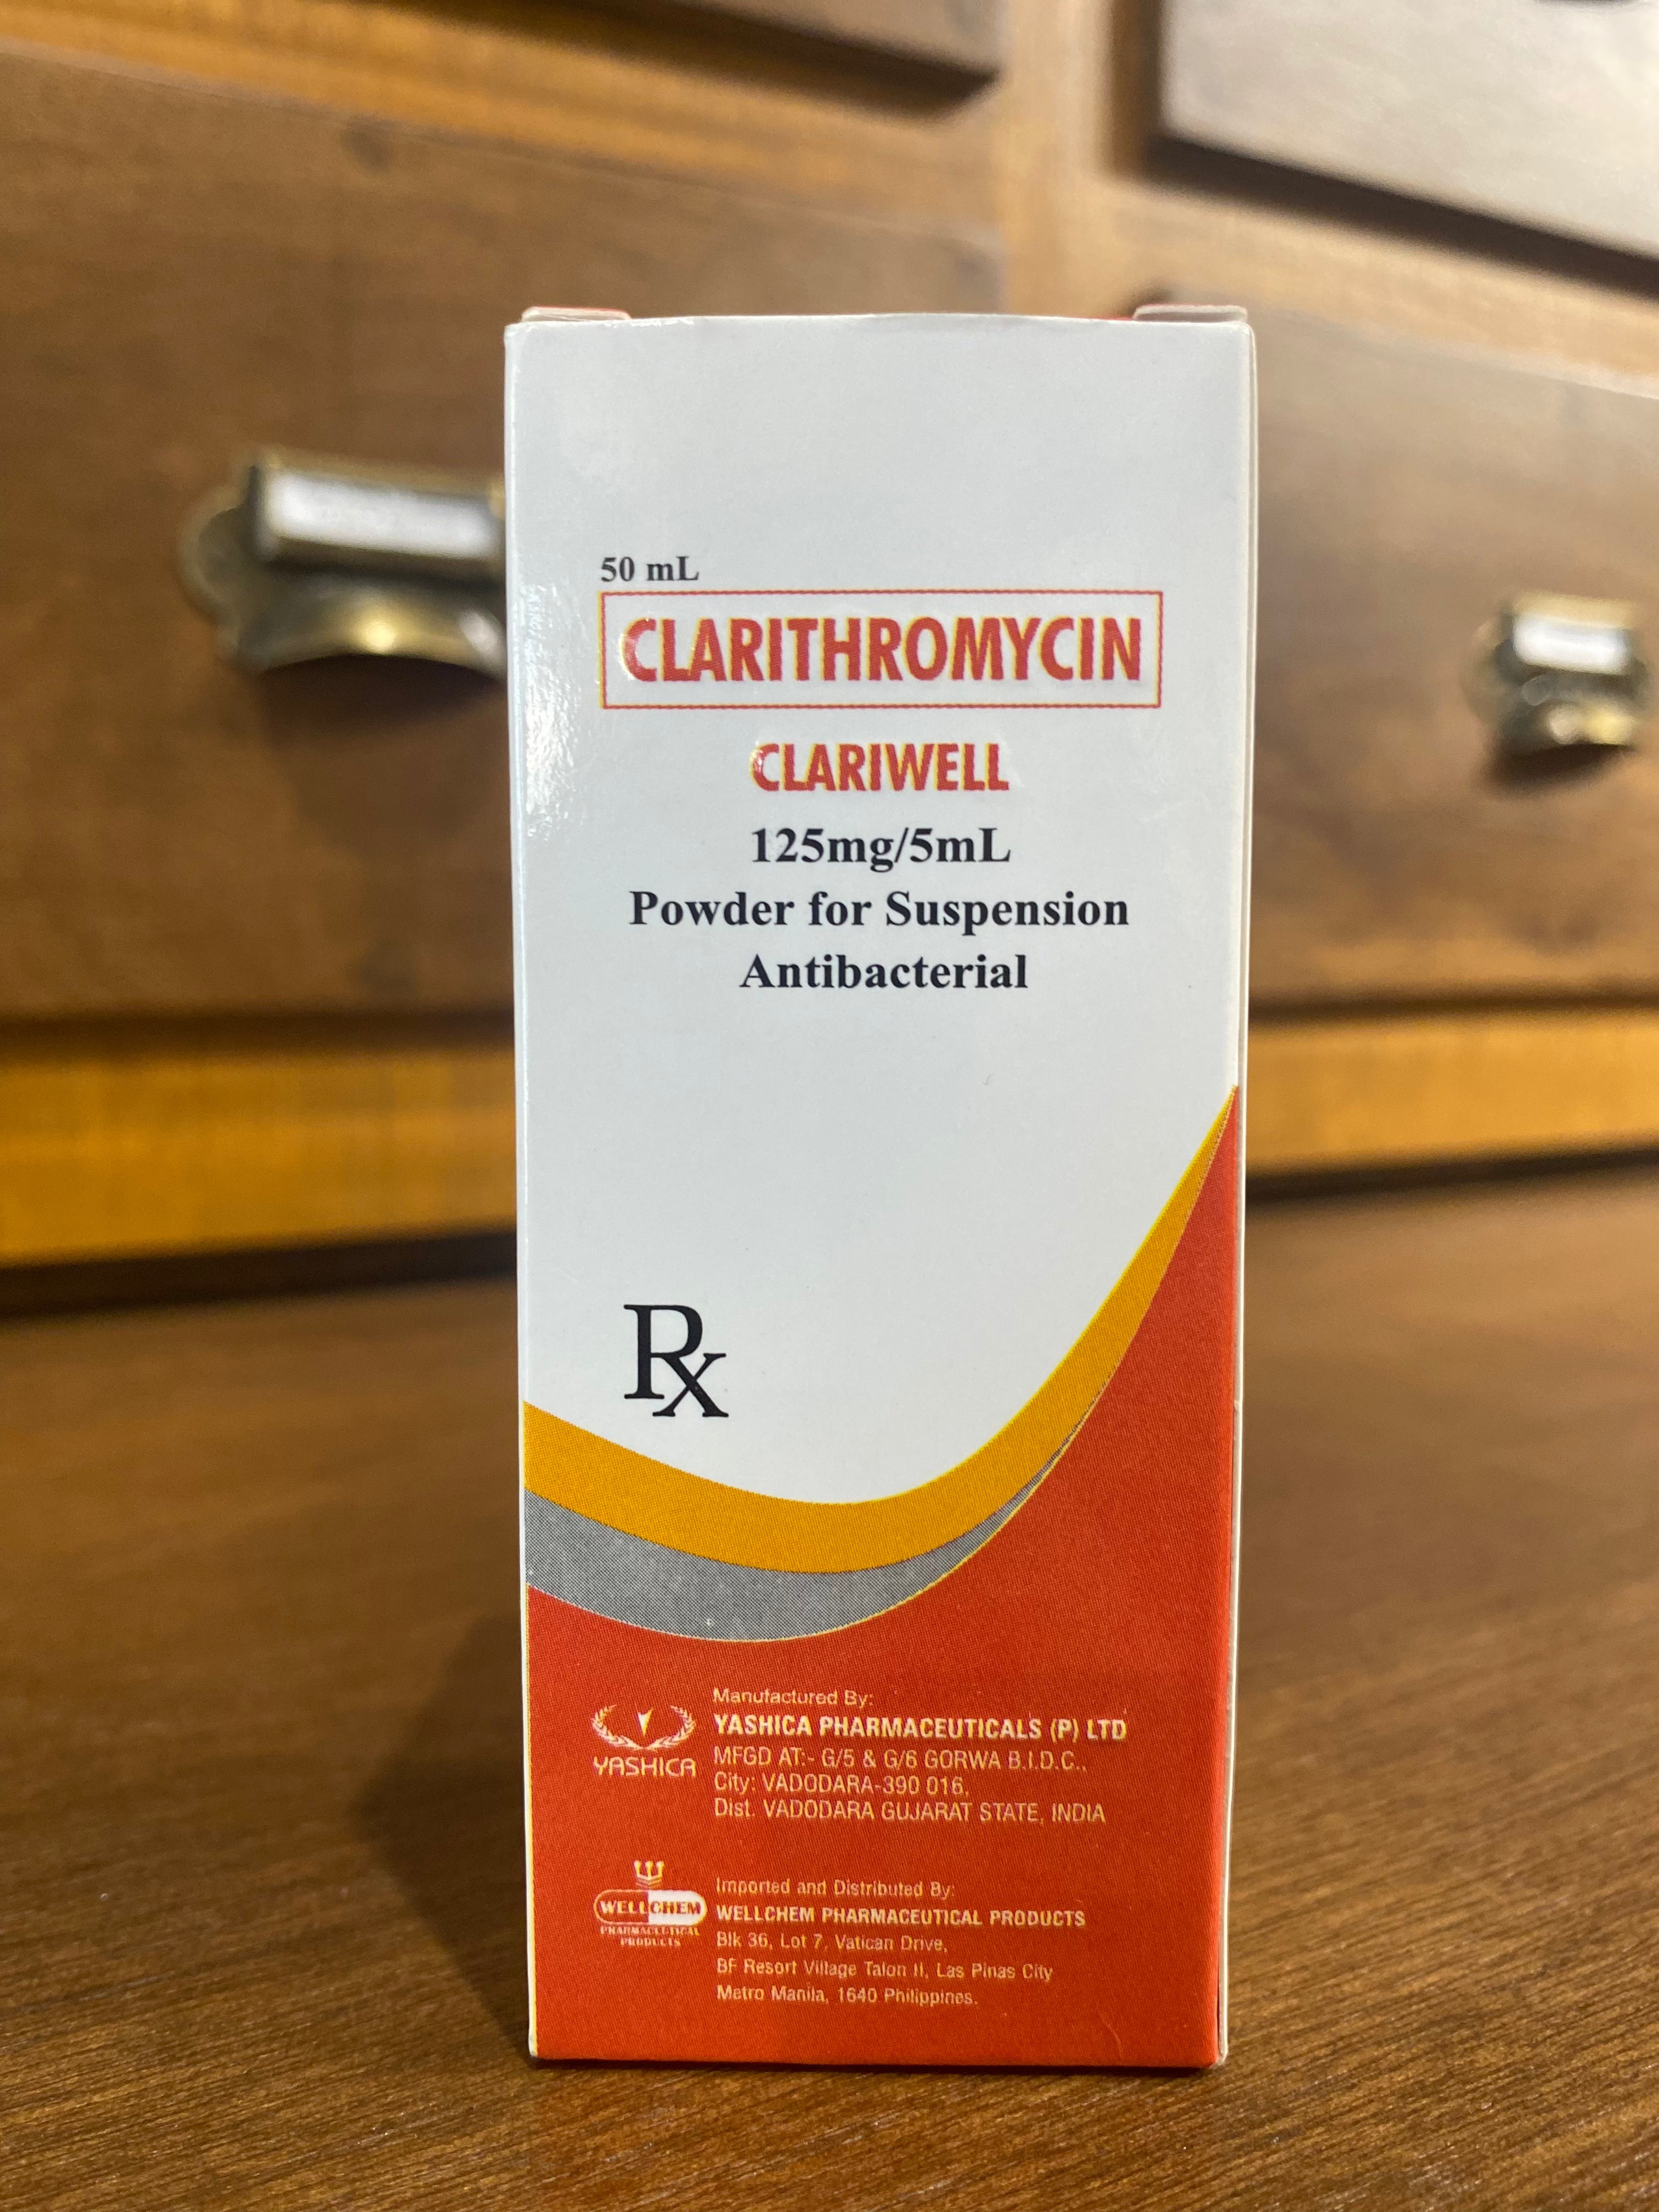 50 mL
CLARITHROMYCIN
CLARIWELL
125mg/5mL
Powder for Suspension
Antibacterial
Rx
Manufactured By:
YASHICA PHARMACEUTICALS (P) LTD
MFGD AT:- G/5 & G/6 GORWA B.I.D.C.,
City: VADODARA-390 016,
Dist. VADODARA GUJARAT STATE, INDIA
YASHICA
Imported and Distributed By:
WELLCHEM PHARMACEUTICAL PRODUCTS
Blk 36, Lot 7, Vatican Drive,
BF Resort Village Talon II, Las Pinas City
Metro Manila, 1640 Philippines.
WELLCHEM
PHARMACEUTICAL
PRODUCTS